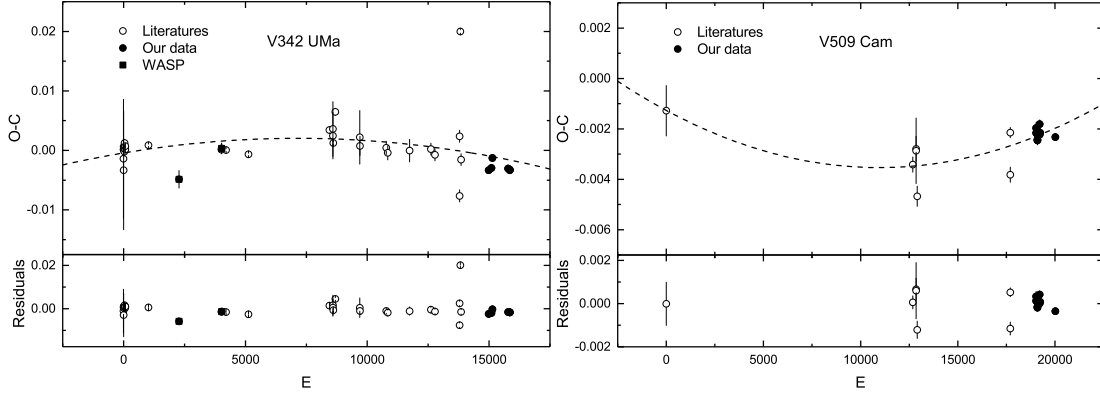 V342 UMa
Literatures
Our data
WASP
O-C
0.02
0.01
0.00
-0.01
Residuals
0.02
0.00
0
5000
10000
15000
E
V509 Cam
Literatures
Our data
O-C
0.002
0.000
-0.002
-0.004
-0.006
Residuals
0.002
0.000
-0.002
0
5000
10000
15000
20000
E